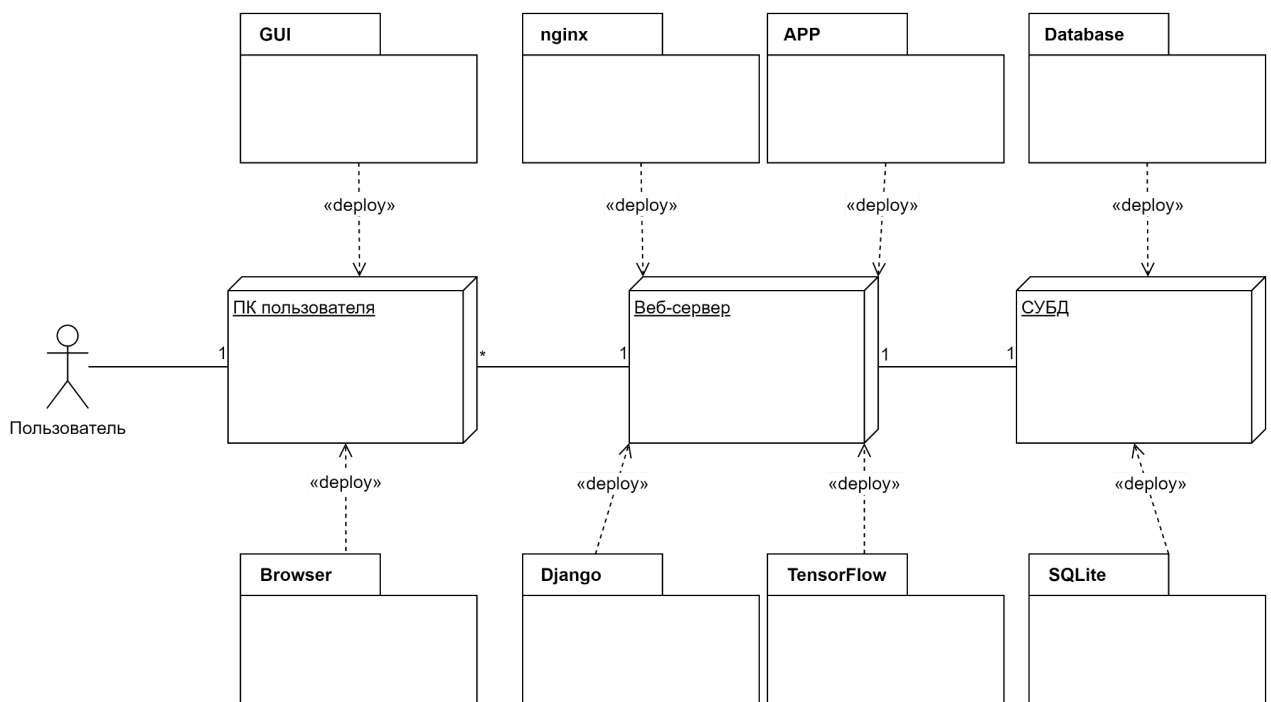 GUI
nginx
APP
Database
«deploy»
«deploy»
«deploy»
«deploy»
ПК пользователя
Веб-сервер
СУБД
1
*
1
1
1
Пользователь
«deploy»
«deploy»
«deploy»
«deploy»
Browser
Django
TensorFlow
SQLite